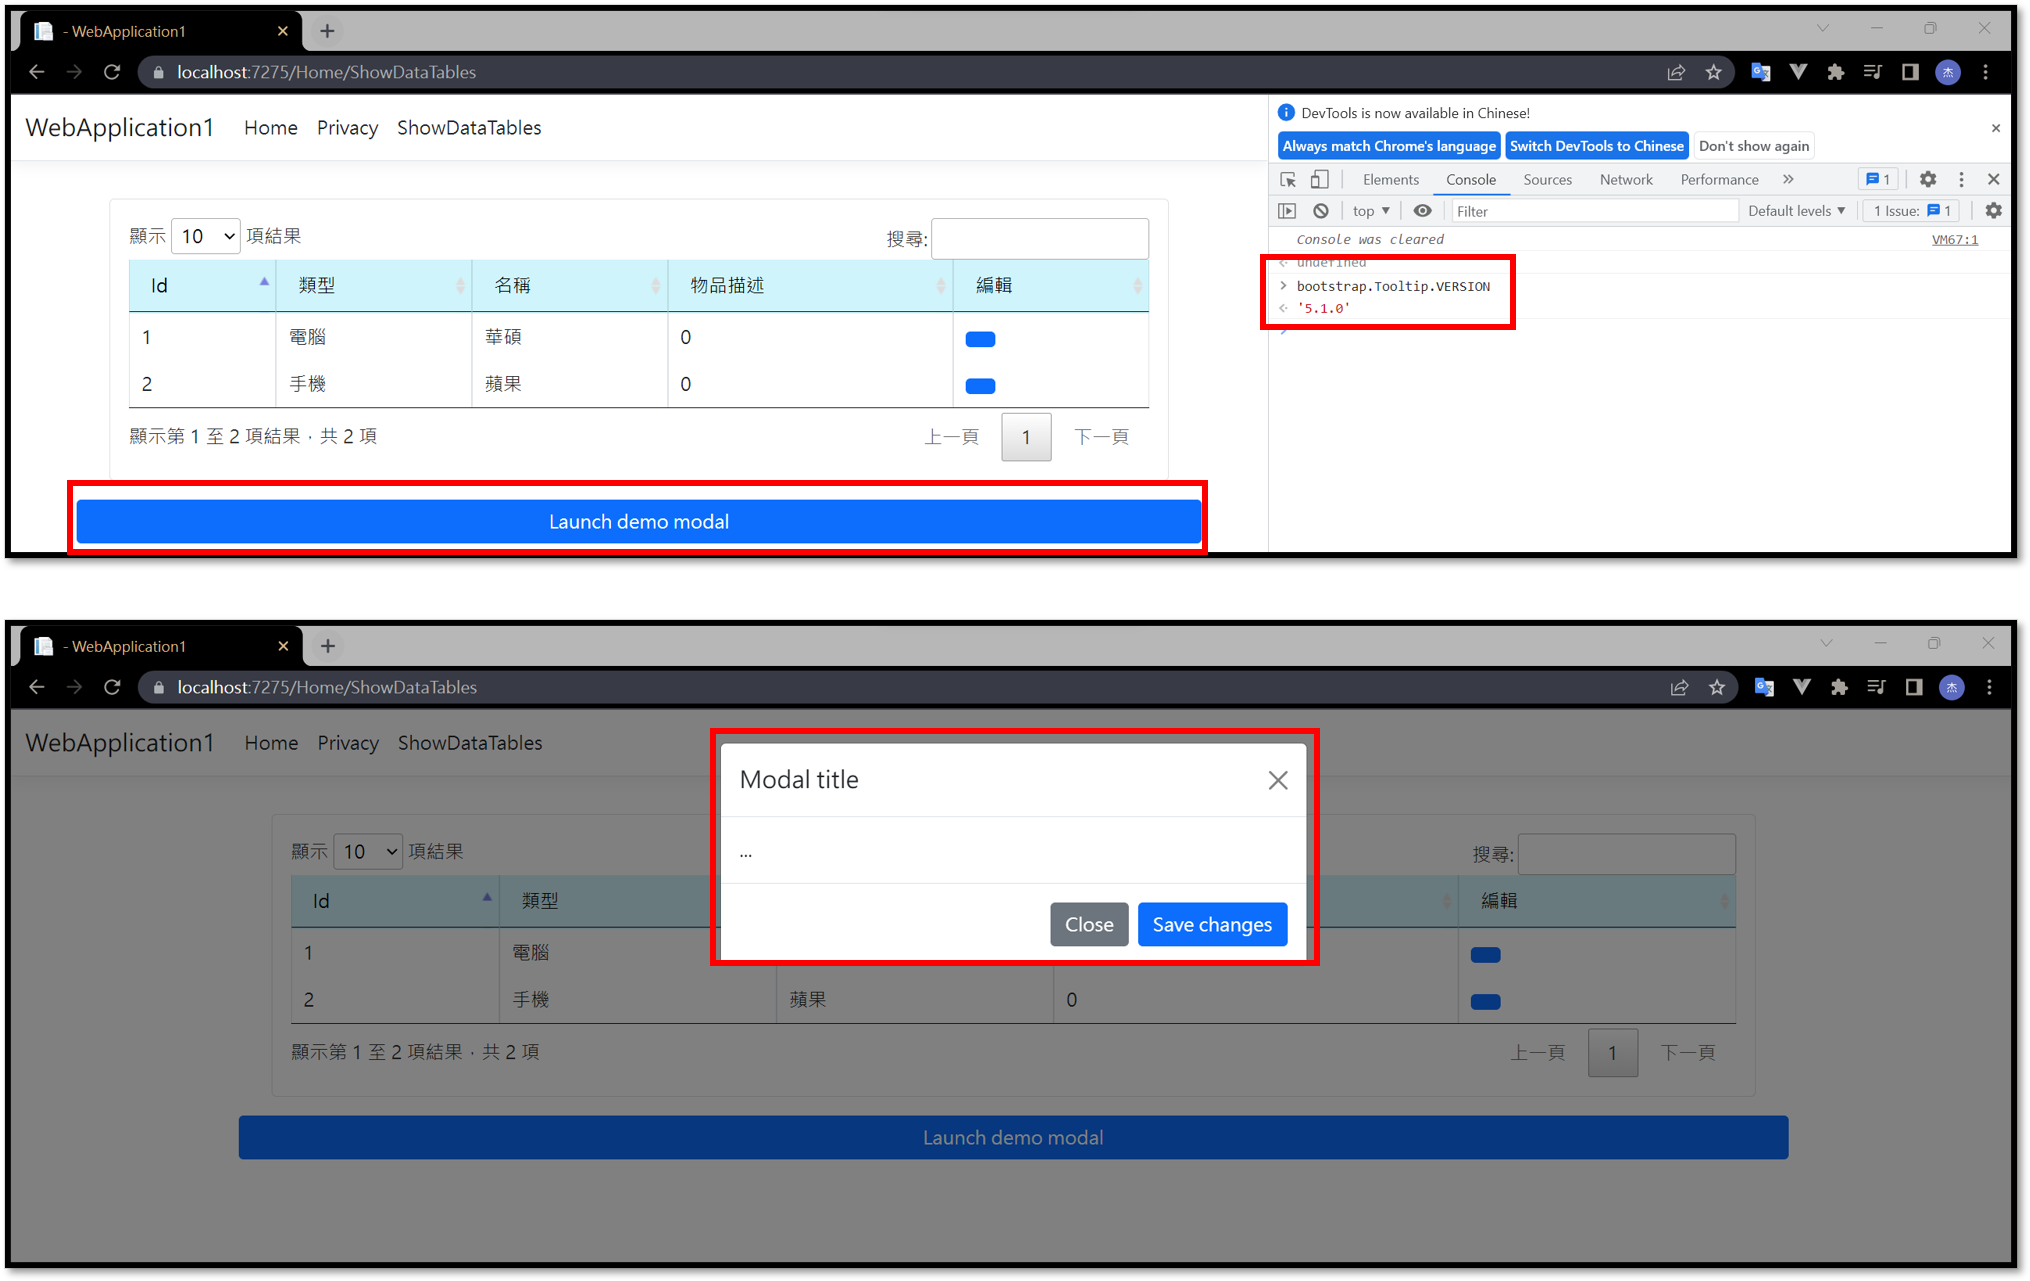 - WebApplication1
localhost:7275/Home/ShowDataTables
杰
WebApplication1 Home Privacy ShowDataTables
顯示 10 項結果 搜尋:
Id 類型 名稱 物品描述 編輯
1 電腦 華碩 0
2 手機 蘋果 0
顯示第 1 至 2 項結果，共 2 項 上一頁 1 下一頁
Launch demo modal
DevTools is now available in Chinese!
Always match Chrome's language Switch DevTools to Chinese Don't show again
Elements Console Sources Network Performance 1
top Filter Default levels 1 Issue: 1
Console was cleared VM67:1
undefined
bootstrap.Tooltip.VERSION
'5.1.0'
- WebApplication1
localhost:7275/Home/ShowDataTables
杰
WebApplication1 Home Privacy ShowDataTables
Modal title
...
Close Save changes
顯示 10 項結果 搜尋:
Id 類型 編輯
1 電腦
2 手機 蘋果 0
顯示第 1 至 2 項結果，共 2 項 上一頁 1 下一頁
Launch demo modal